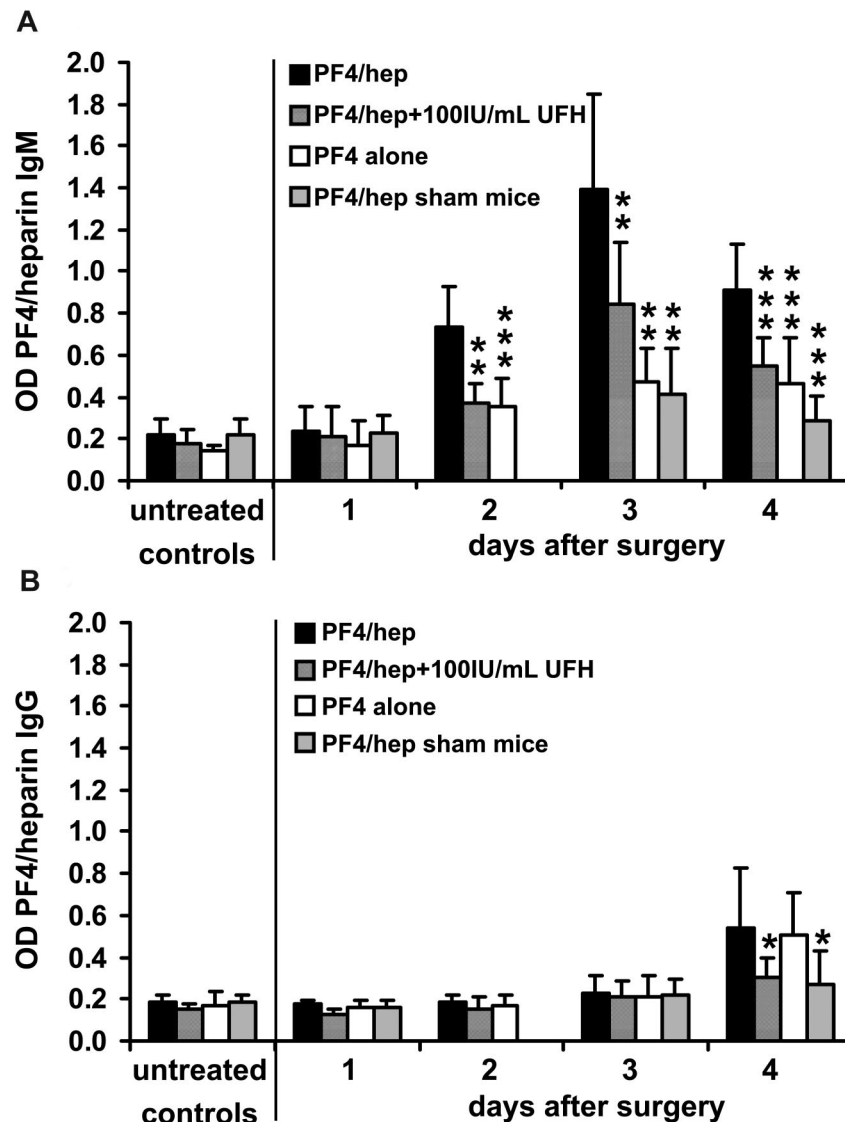 A
OD PF4/heparin IgM
2.0
1.8
1.6
1.4
1.2
1.0
0.8
0.6
0.4
0.2
0.0
PF4/hep
PF4/hep+100IU/mL UFH
PF4 alone
PF4/hep sham mice
** *** ** ** ** *** *** ***
untreated controls
1 2 3 4
days after surgery
B
OD PF4/heparin IgG
2.0
1.8
1.6
1.4
1.2
1.0
0.8
0.6
0.4
0.2
0.0
PF4/hep
PF4/hep+100IU/mL UFH
PF4 alone
PF4/hep sham mice
* *
untreated
controls
1 2 3 4
days after surgery